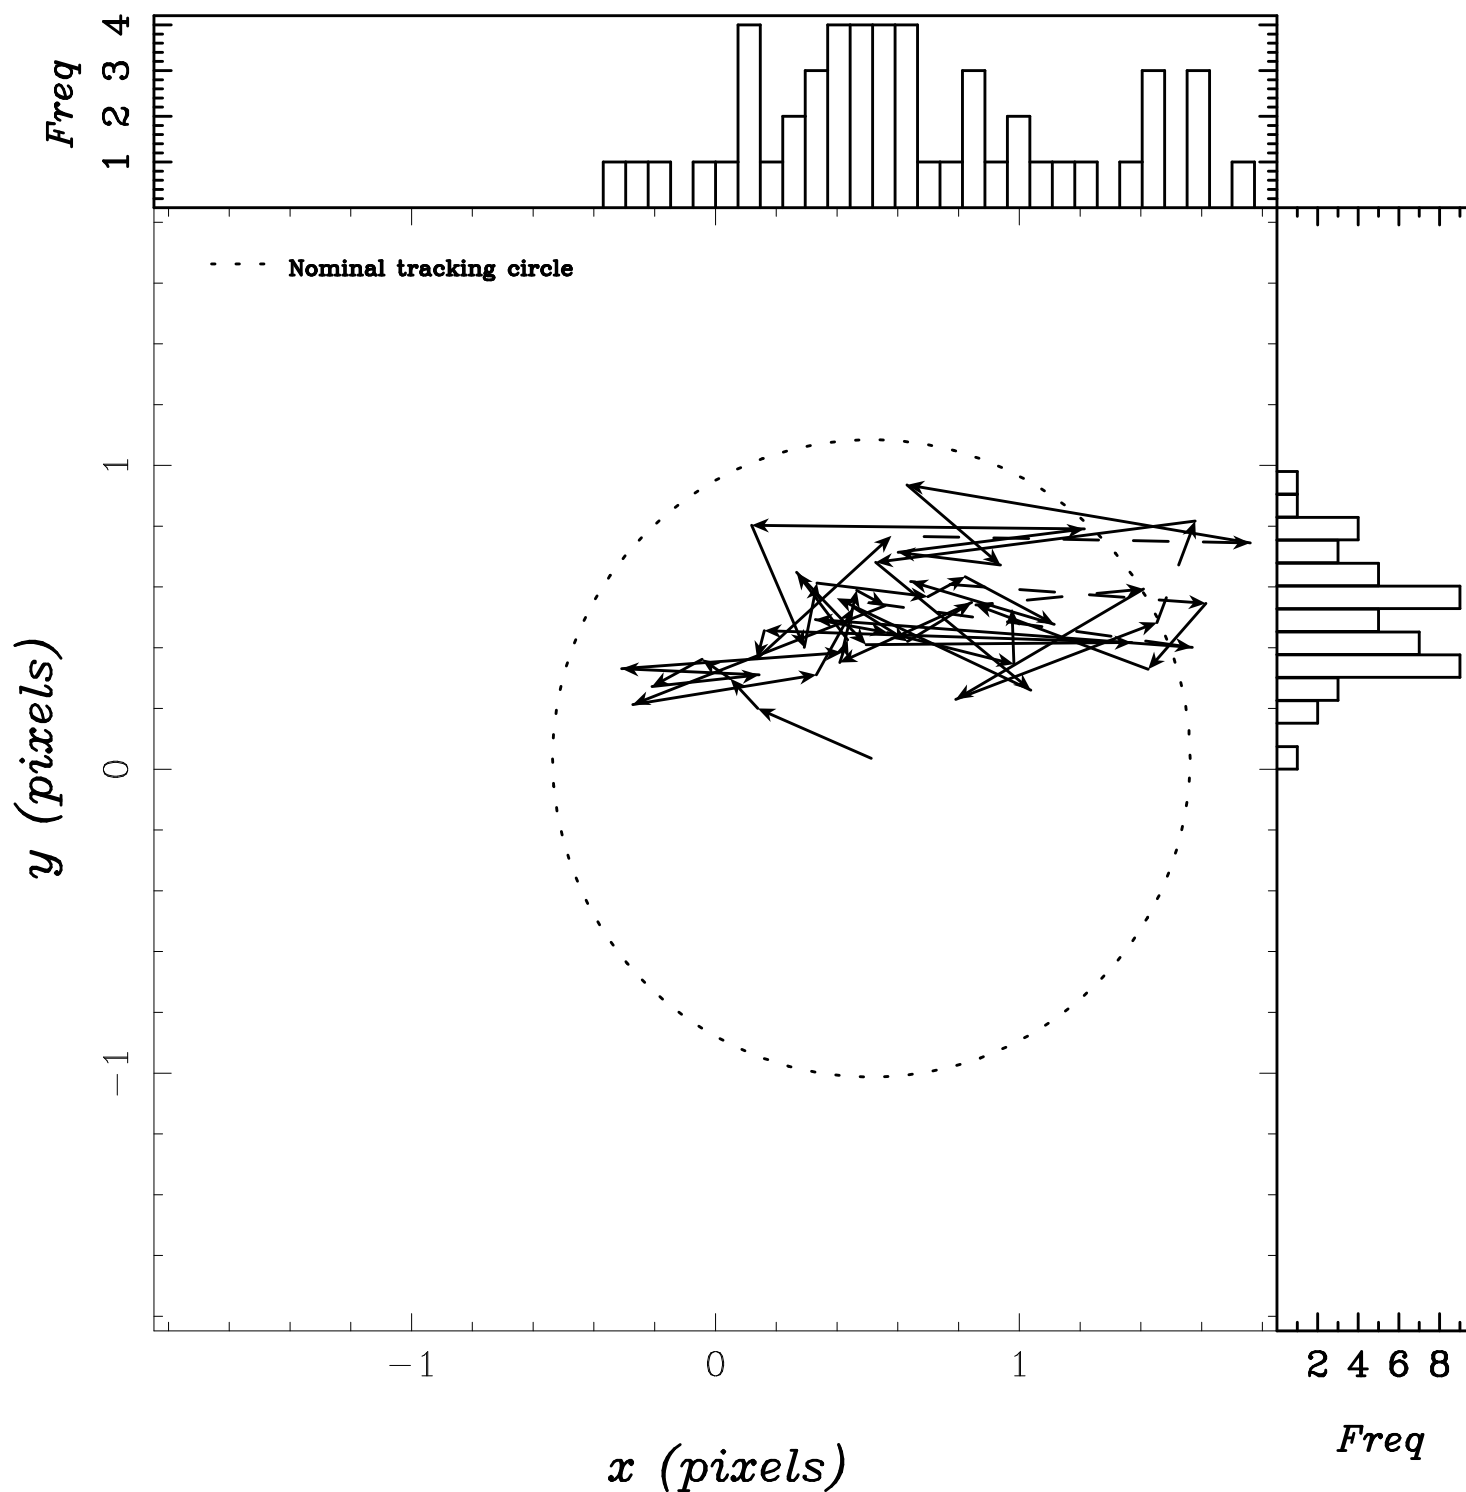 Freq
1 2 3 4
Nominal tracking circle
y (pixels)
1
0
−1
−1 0 1
2 4 6 8
Freq
x (pixels)